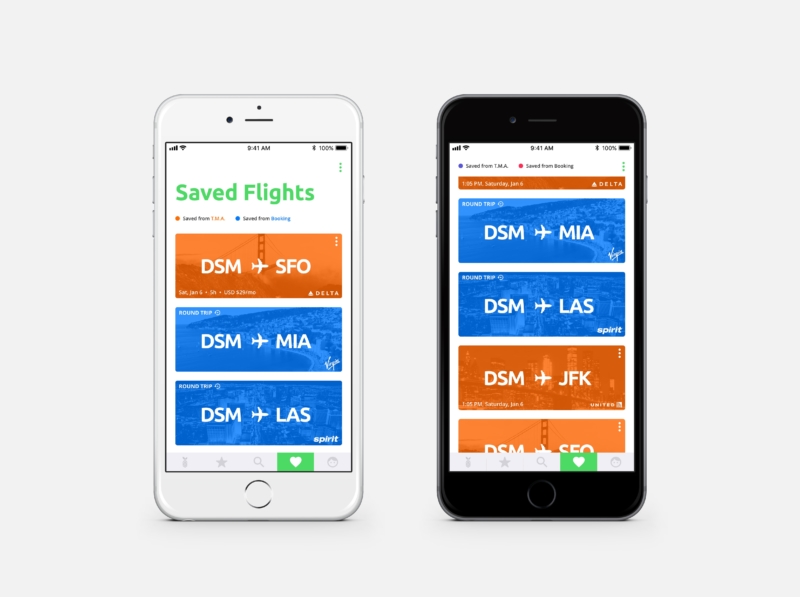 9:41 AM
100%
Saved Flights
Saved from T.M.A.
Saved from Booking
DSM ✈ SFO
Sat, Jan 6 • 5h • USD $29/mo
DELTA
ROUND TRIP
DSM ✈ MIA
Virgin
ROUND TRIP
DSM ✈ LAS
spirit
9:41 AM
100%
Saved from T.M.A.
Saved from Booking
1:05 PM, Saturday, Jan 6
DELTA
ROUND TRIP
DSM ✈ MIA
Virgin
ROUND TRIP
DSM ✈ LAS
spirit
DSM ✈ JFK
1:05 PM, Saturday, Jan 6
UNITED
DSM ✈ SFO